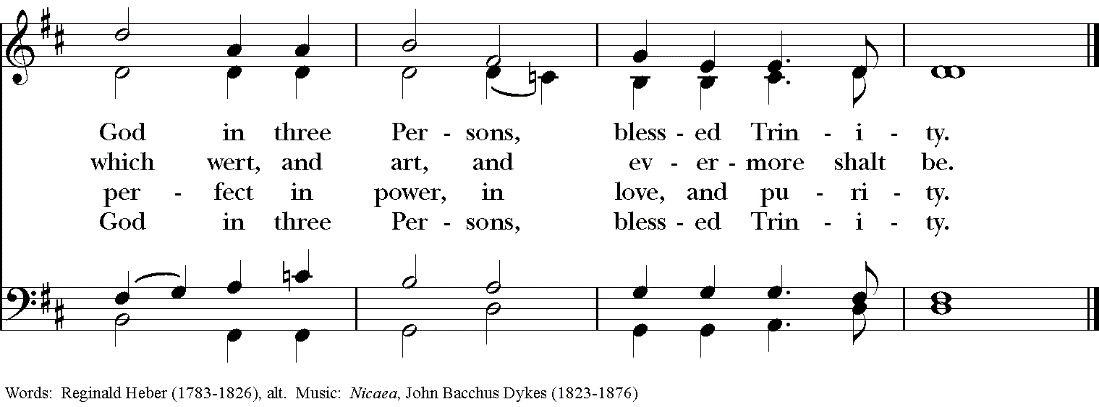 God in three Per - sons, bless - ed Trin - i - ty.
which wert, and art, and ev - er - more shalt be.
per - fect in power, in love, and pu - ri - ty.
God in three Per - sons, bless - ed Trin - i - ty.
Words: Reginald Heber (1783-1826), alt. Music: Nicaea, John Bacchus Dykes (1823-1876)